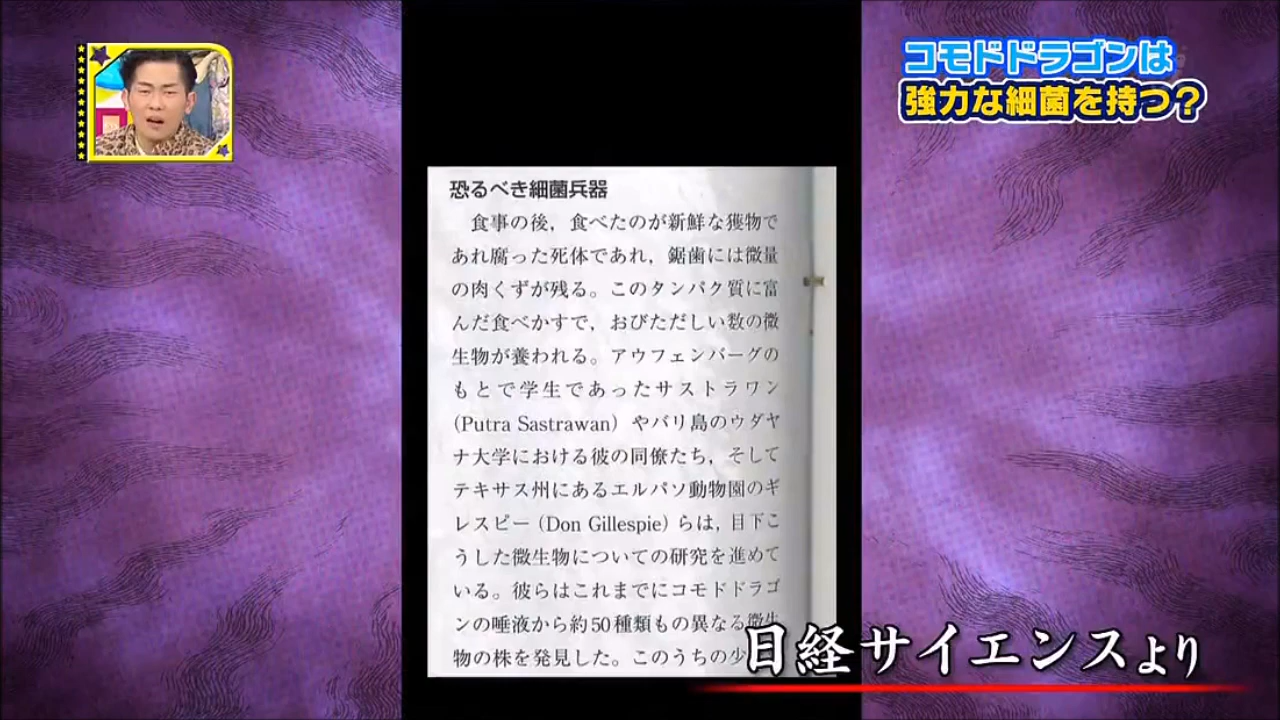 コモドドラゴンは
強力な細菌を持つ?
恐るべき細菌兵器
食事の後，食べたのが新鮮な獲物で
あれ腐った死体であれ，鋸歯には微量
の肉くずが残る。このタンパク質に富
んだ食べかすで，おびただしい数の微
生物が養われる。アウフェンバーグの
もとで学生であったサストラワン
(Putra Sastrawan) やバリ島のウダヤ
ナ大学における彼の同僚たち，そして
テキサス州にあるエルパソ動物園のギ
レスピー (Don Gillespie) らは，目下こ
うした微生物についての研究を進めて
いる。彼らはこれまでにコモドドラゴ
ンの唾液から約50種類もの異なる微生
物の株を発見した。このうちの少
日経サイエンスより